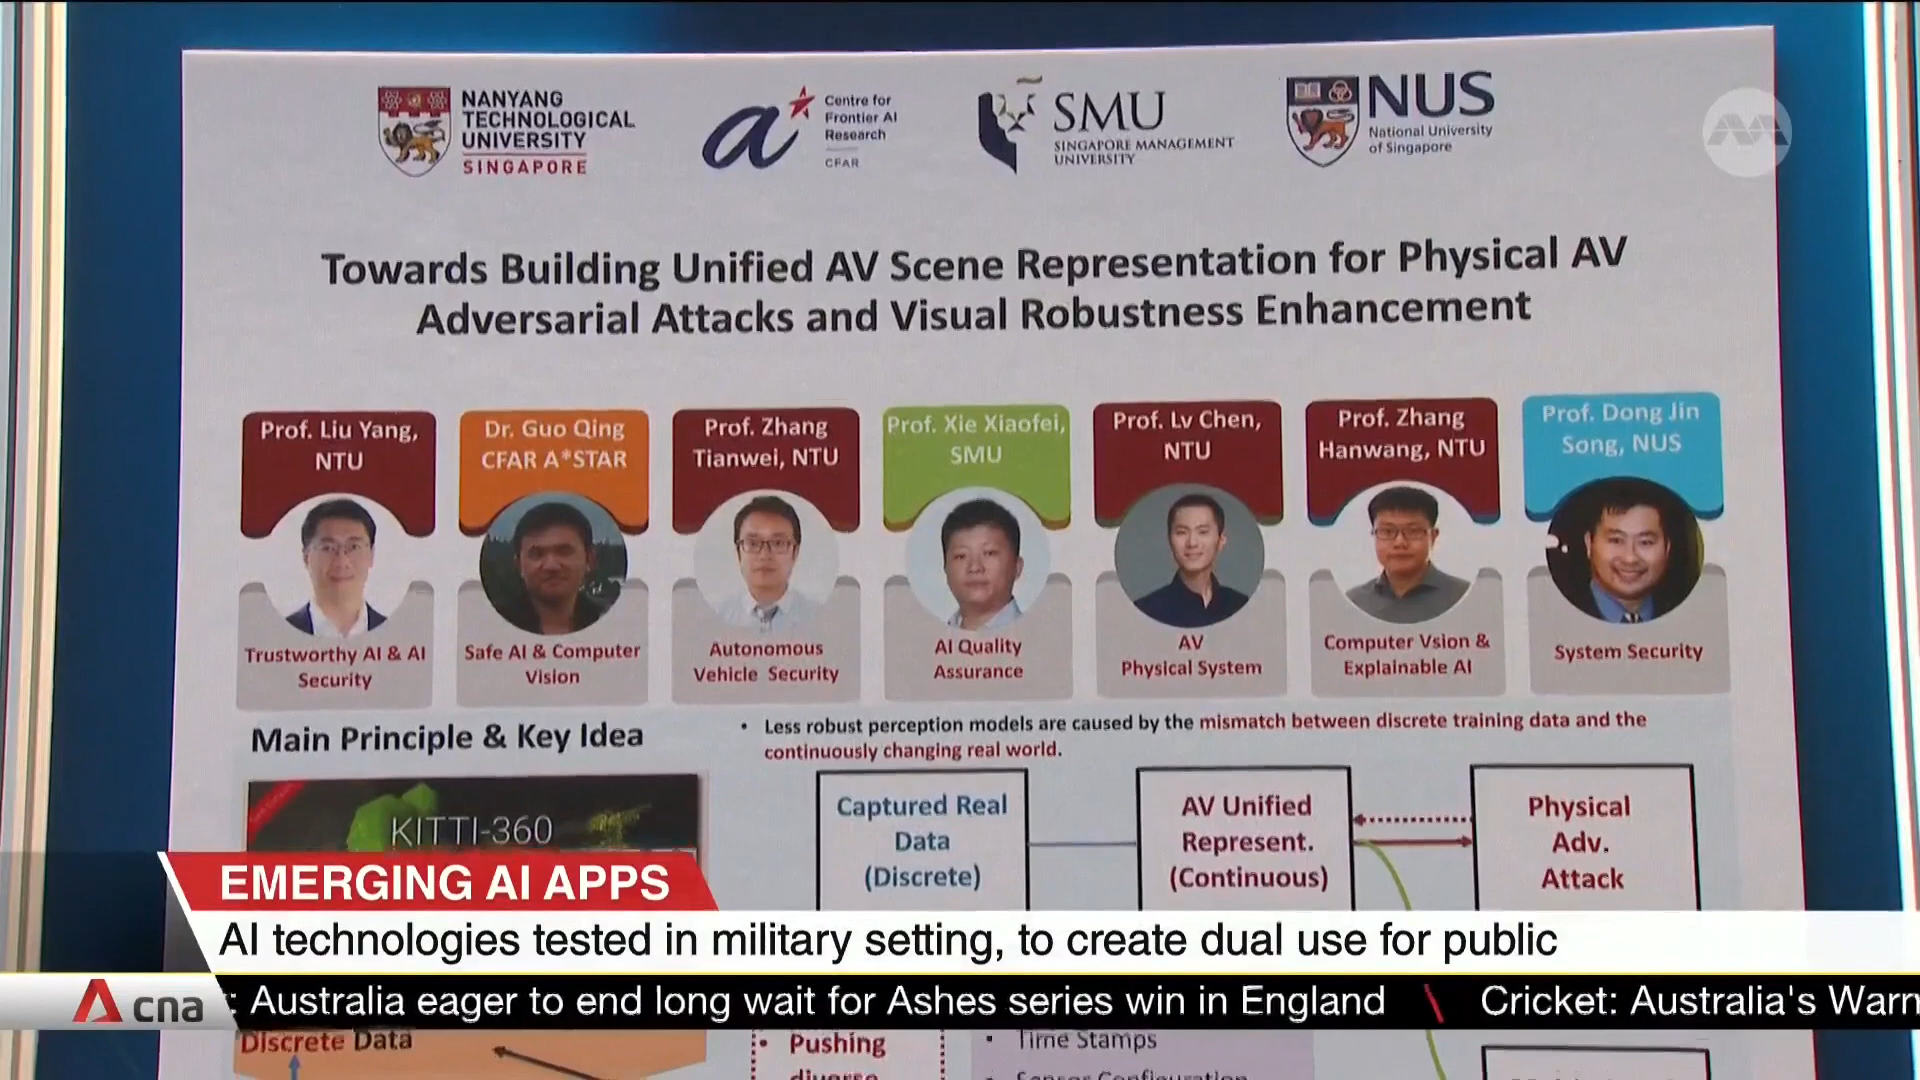 NANYANG
TECHNOLOGICAL
UNIVERSITY
SINGAPORE
Centre for
Frontier AI
Research
CFAR
SMU
SINGAPORE MANAGEMENT
UNIVERSITY
NUS
National University
of Singapore
Towards Building Unified AV Scene Representation for Physical AV
Adversarial Attacks and Visual Robustness Enhancement
Prof. Liu Yang,
NTU
Trustworthy AI & AI
Security
Dr. Guo Qing
CFAR A*STAR
Safe AI & Computer
Vision
Prof. Zhang
Tianwei, NTU
Autonomous
Vehicle Security
Prof. Xie Xiaofei,
SMU
AI Quality
Assurance
Prof. Lv Chen,
NTU
AV
Physical System
Prof. Zhang
Hanwang, NTU
Computer Vsion &
Explainable AI
Prof. Dong Jin
Song, NUS
System Security
Main Principle & Key Idea
• Less robust perception models are caused by the mismatch between discrete training data and the
continuously changing real world.
KITTI-360
Captured Real
Data
(Discrete)
AV Unified
Represent.
(Continuous)
Physical
Adv.
Attack
EMERGING AI APPS
AI technologies tested in military setting, to create dual use for public
cna
: Australia eager to end long wait for Ashes series win in England \ Cricket: Australia's Warn
Discrete Data
• Pushing
diverse
▪ Time Stamps
Sensor Configuration